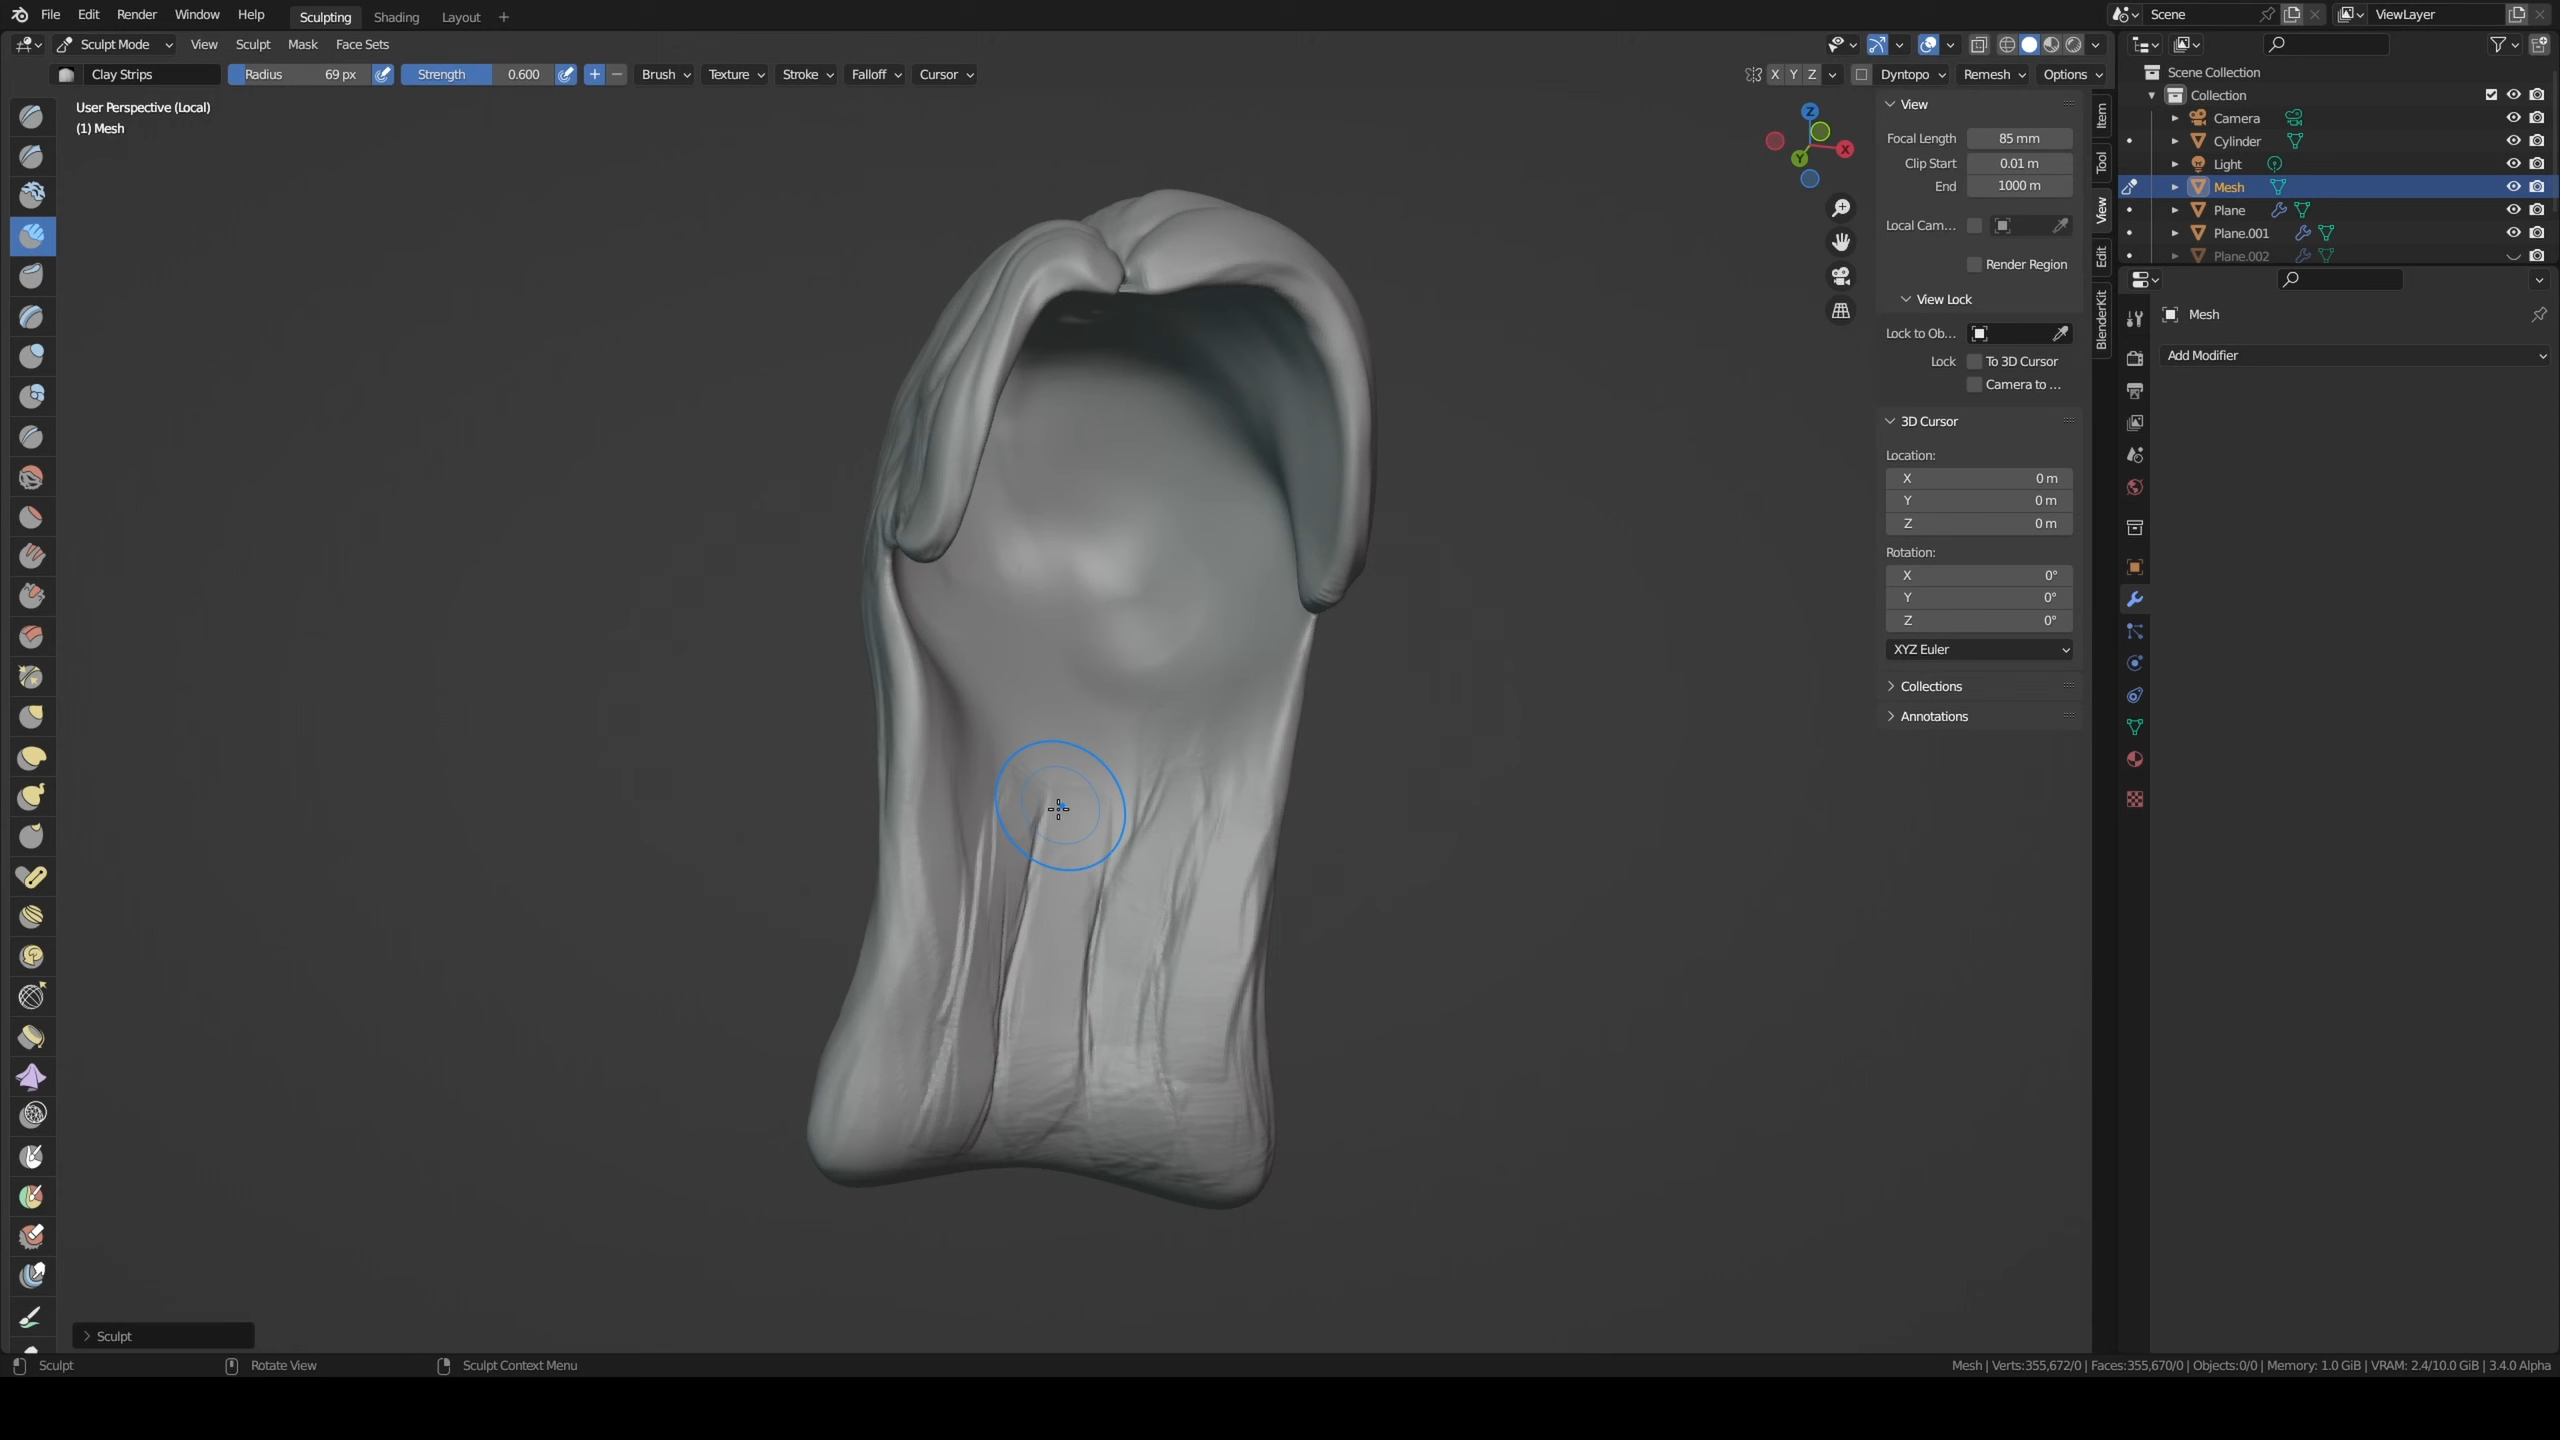 File Edit Render Window Help Sculpting Shading Layout + Scene ViewLayer
Sculpt Mode View Sculpt Mask Face Sets
Clay Strips Radius 69 px Strength 0.600 Brush Texture Stroke Falloff Cursor X Y Z Dyntopo Remesh Options
User Perspective (Local)
(1) Mesh
Z
X
Y
View
Focal Length 85 mm
Clip Start 0.01 m
End 1000 m
Local Cam...
Render Region
View Lock
Lock to Ob...
Lock To 3D Cursor
Camera to ...
3D Cursor
Location:
X 0 m
Y 0 m
Z 0 m
Rotation:
X 0°
Y 0°
Z 0°
XYZ Euler
Collections
Annotations
Item
Tool
View
Edit
BlenderKit
Scene Collection
Collection
Camera
Cylinder
Light
Mesh
Plane
Plane.001
Plane.002
Mesh
Add Modifier
Sculpt
Sculpt Rotate View Sculpt Context Menu Mesh | Verts:355,672/0 | Faces:355,670/0 | Objects:0/0 | Memory: 1.0 GiB | VRAM: 2.4/10.0 GiB | 3.4.0 Alpha